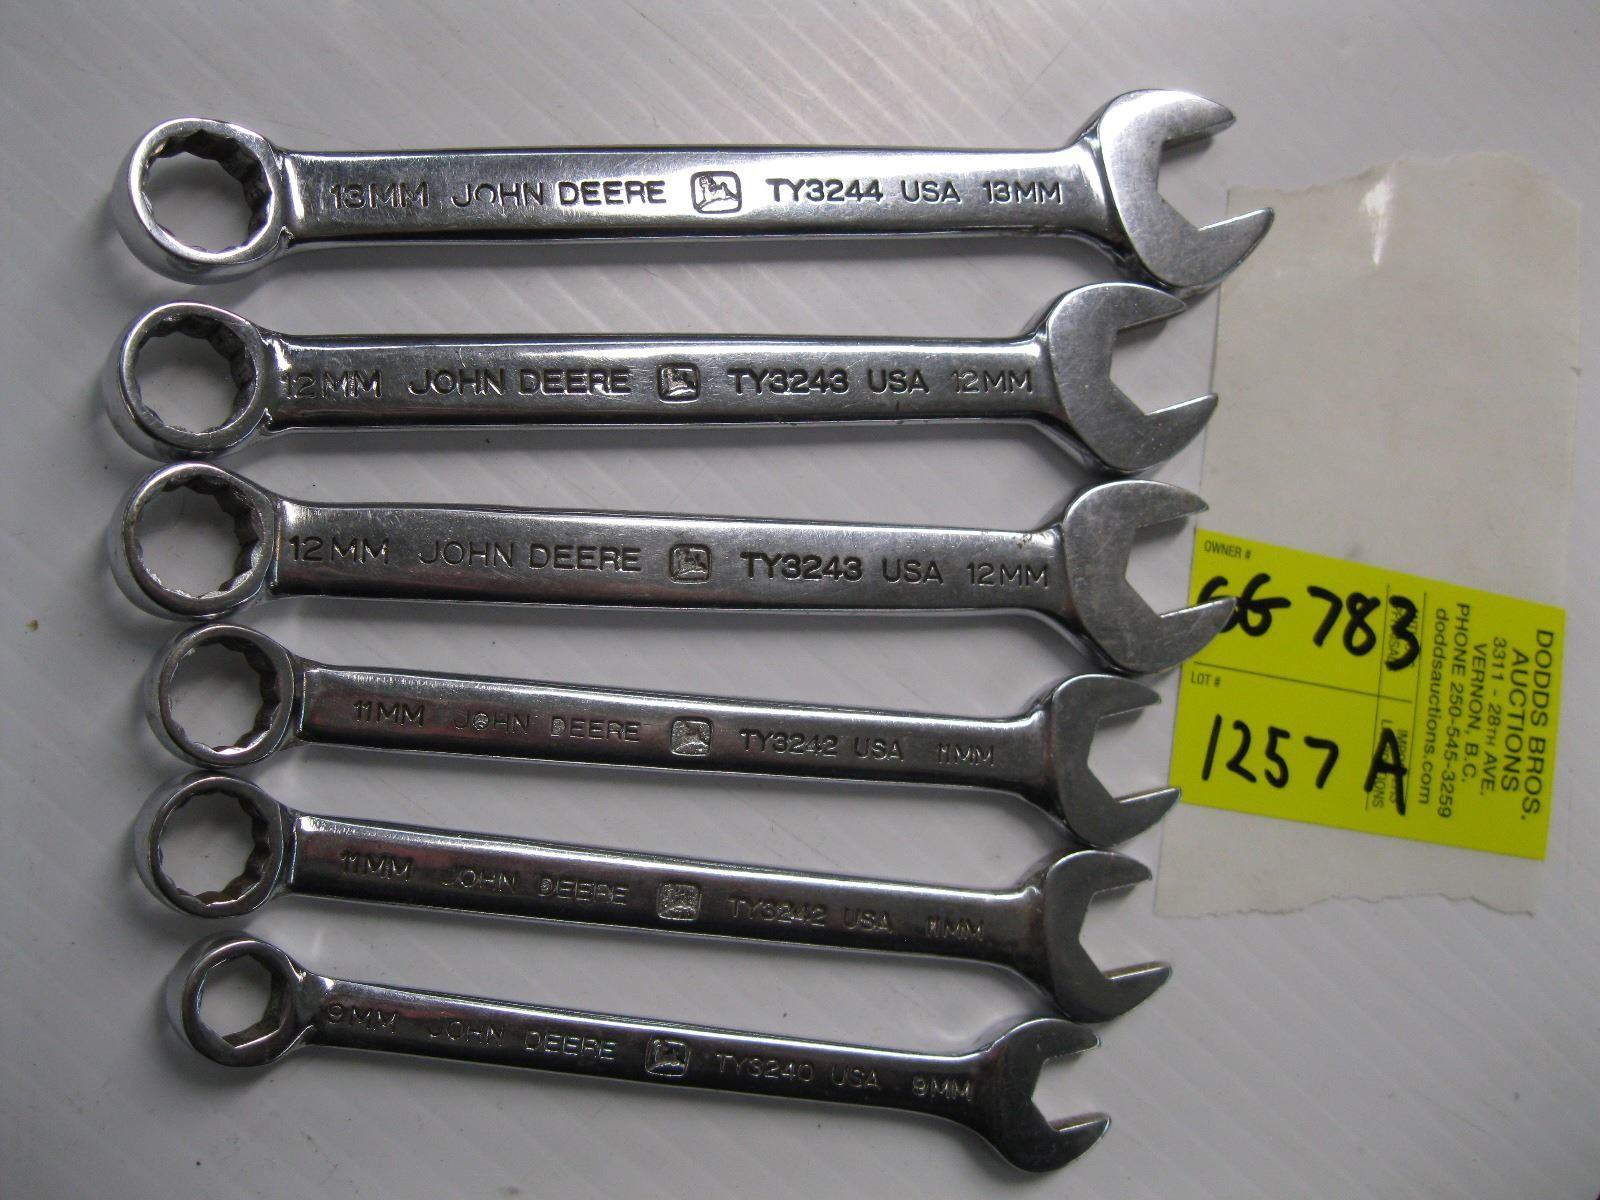 13MM JOHN DEERE TY3244 USA 13MM
12MM JOHN DEERE TY3243 USA 12MM
12MM JOHN DEERE TY3243 USA 12MM
11MM JOHN DEERE TY3242 USA 11MM
11MM JOHN DEERE TY3242 USA 11MM
9MM JOHN DEERE TY3240 USA 9MM
OWNER #
GG 783
LOT #
1257 A
DODDS BROS.
AUCTIONS
3311 - 28TH AVE.
VERNON, B.C.
PHONE 250-545-3259
doddsauctions.com